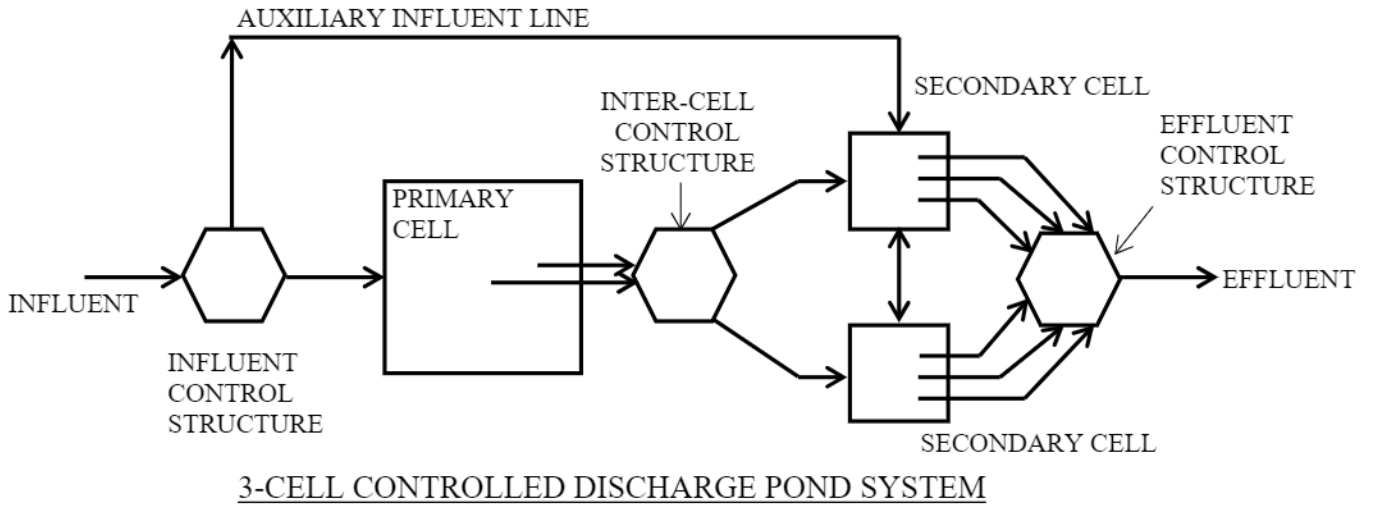 AUXILIARY INFLUENT LINE
SECONDARY CELL
INTER-CELL
CONTROL
STRUCTURE
EFFLUENT
CONTROL
STRUCTURE
PRIMARY
CELL
INFLUENT
EFFLUENT
INFLUENT
CONTROL
STRUCTURE
SECONDARY CELL
3-CELL CONTROLLED DISCHARGE POND SYSTEM